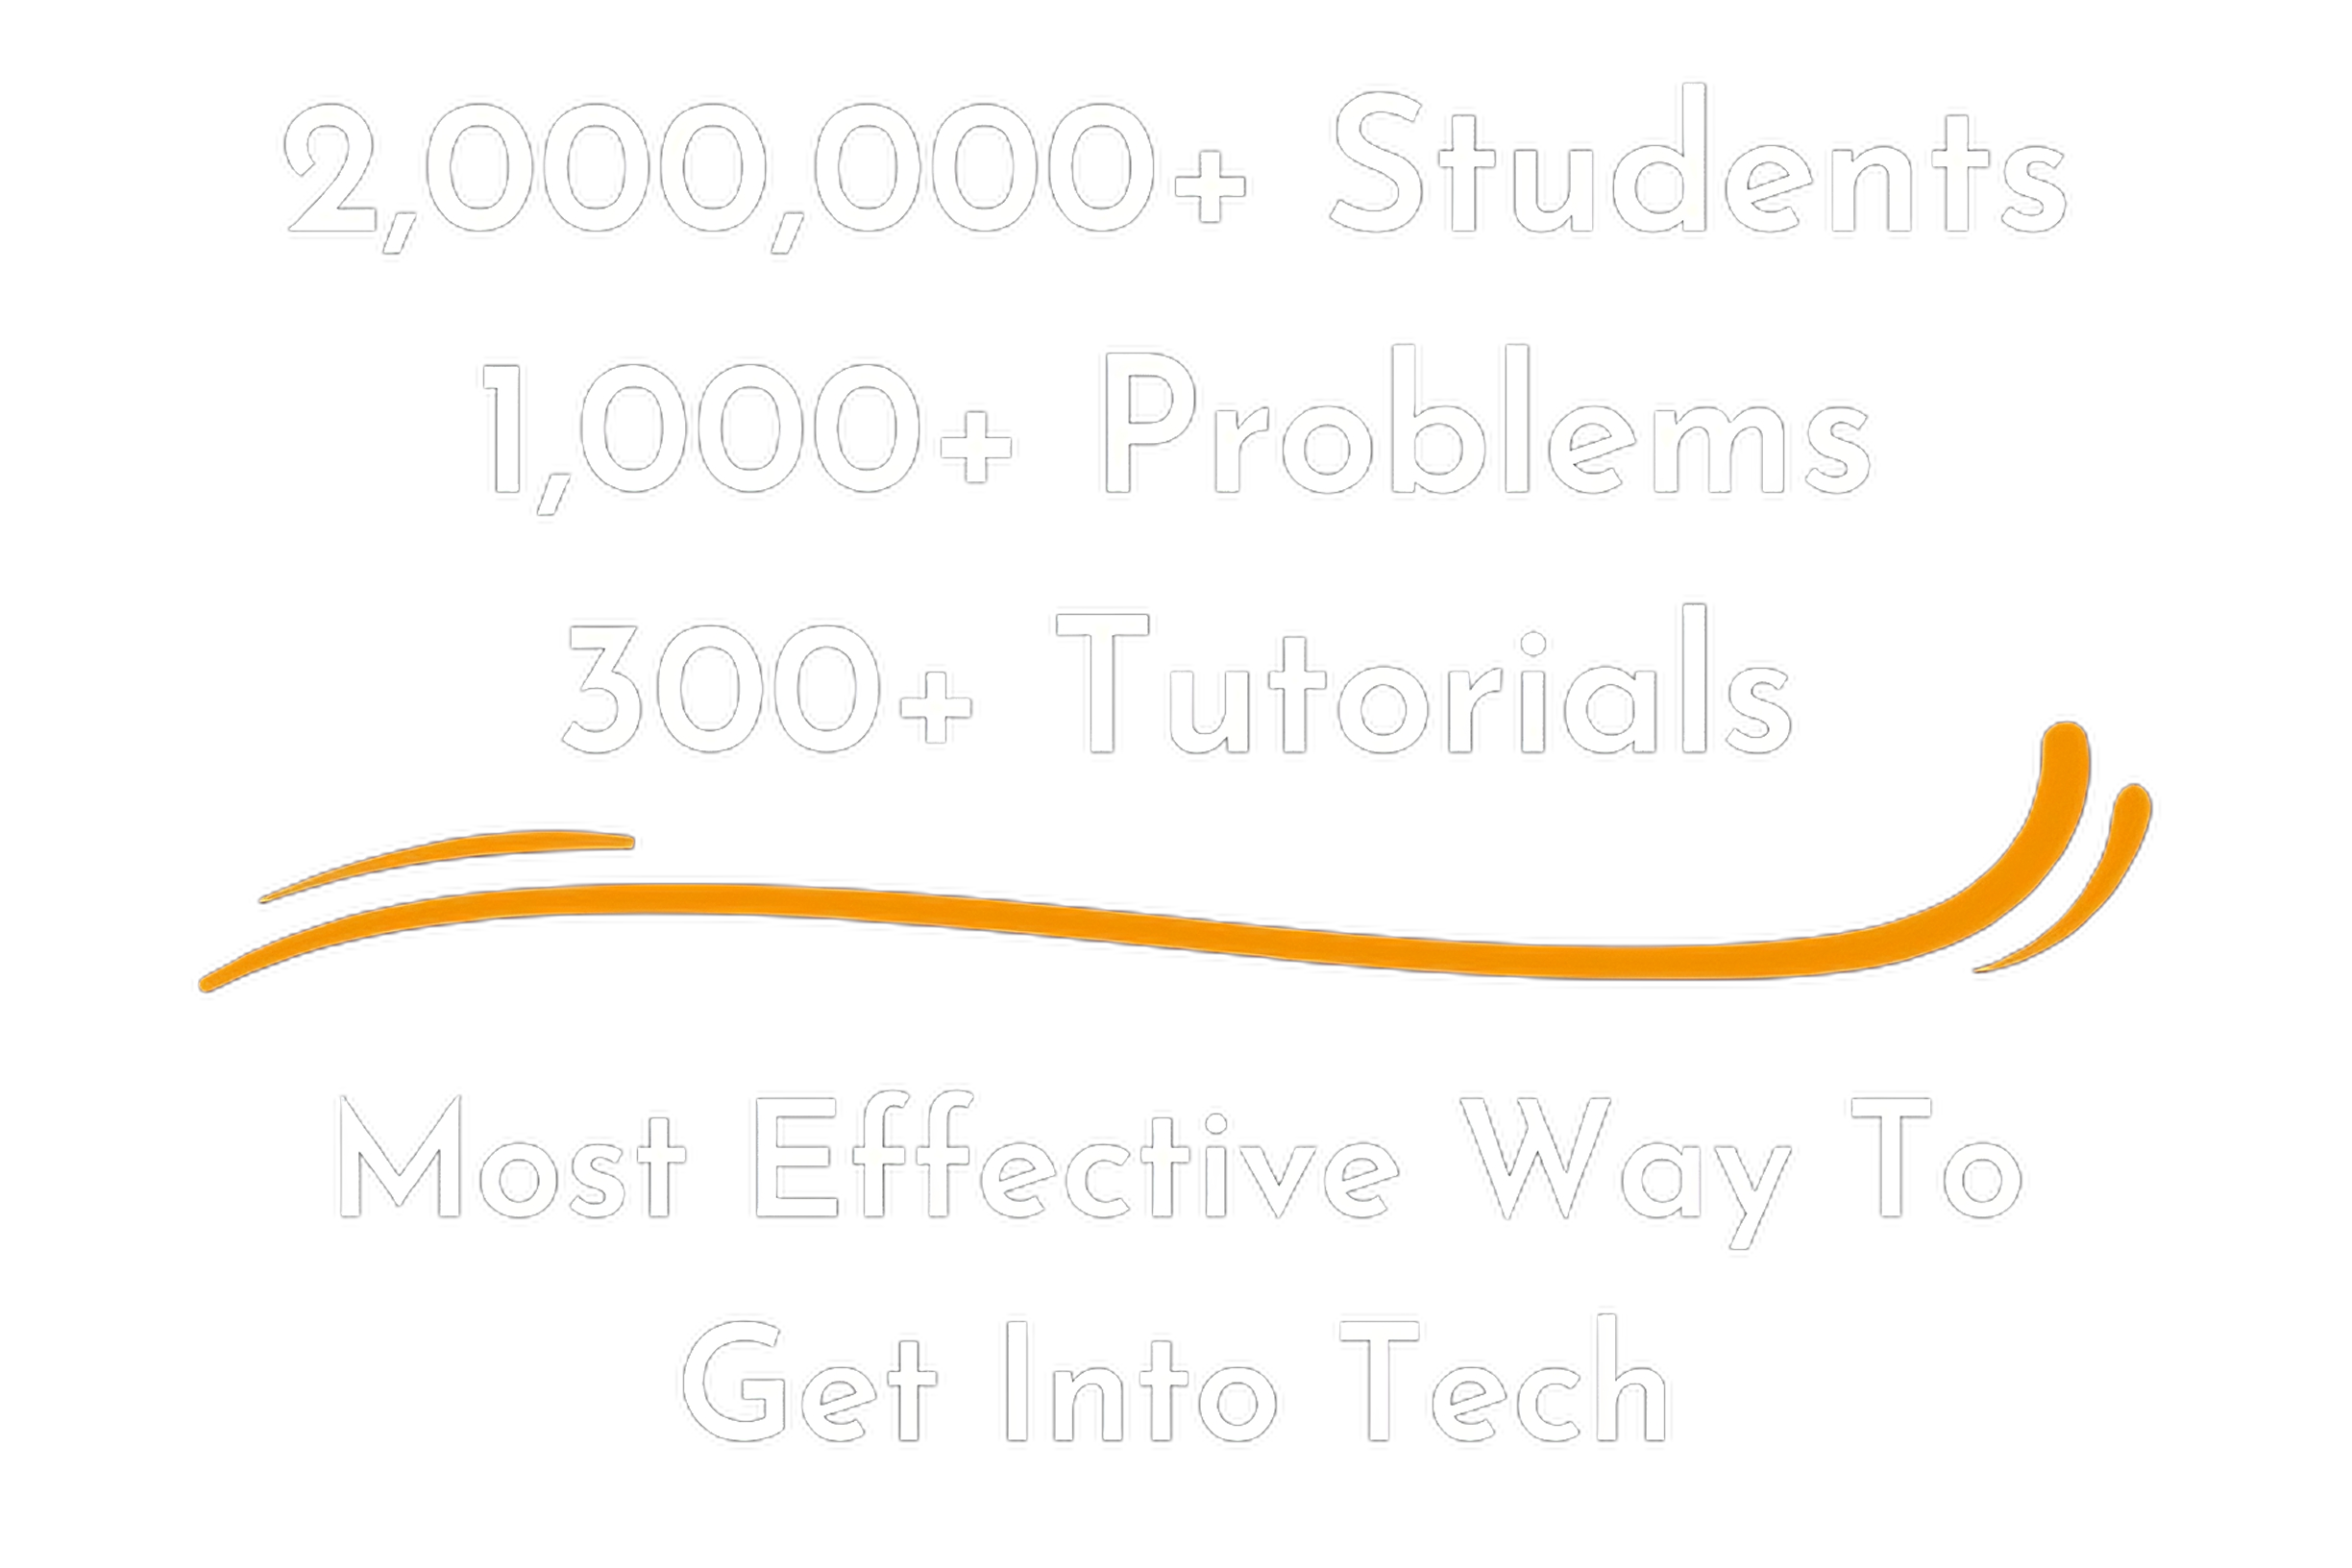 2,000,000+ Students
1,000+ Problems
300+ Tutorials
Most Effective Way To
Get Into Tech